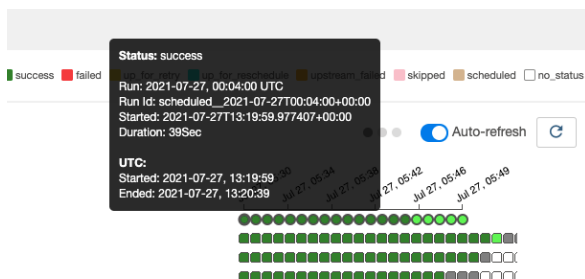 Status: success
success failed up_for_retry up_for_reschedule upstream_failed skipped scheduled no_status
Run: 2021-07-27, 00:04:00 UTC
Run Id: scheduled__2021-07-27T00:04:00+00:00
Started: 2021-07-27T13:19:59.977407+00:00
Duration: 39Sec
Auto-refresh
UTC:
Started: 2021-07-27, 13:19:59
Ended: 2021-07-27, 13:20:39
Jul 27, 05:34
Jul 27, 05:38
Jul 27, 05:42
Jul 27, 05:46
Jul 27, 05:49